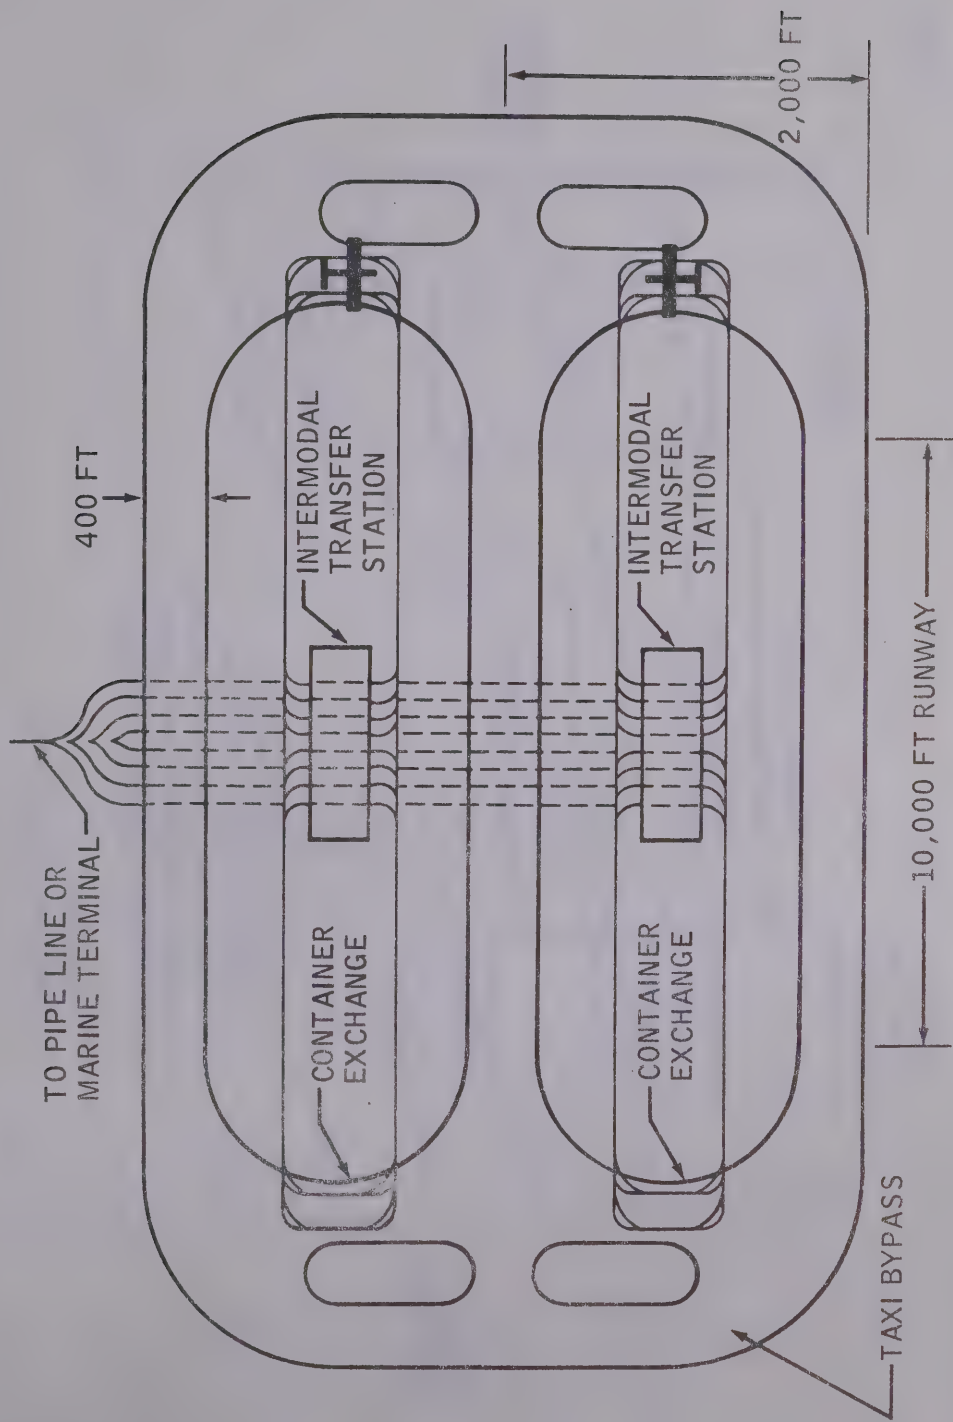 TO PIPE LINE OR
MARINE TERMINAL
400 FT
CONTAINER
EXCHANGE
INTERMODAL
TRANSFER
STATION
CONTAINER
EXCHANGE
INTERMODAL
TRANSFER
STATION
2,000 FT
TAXI BYPASS
10,000 FT RUNWAY